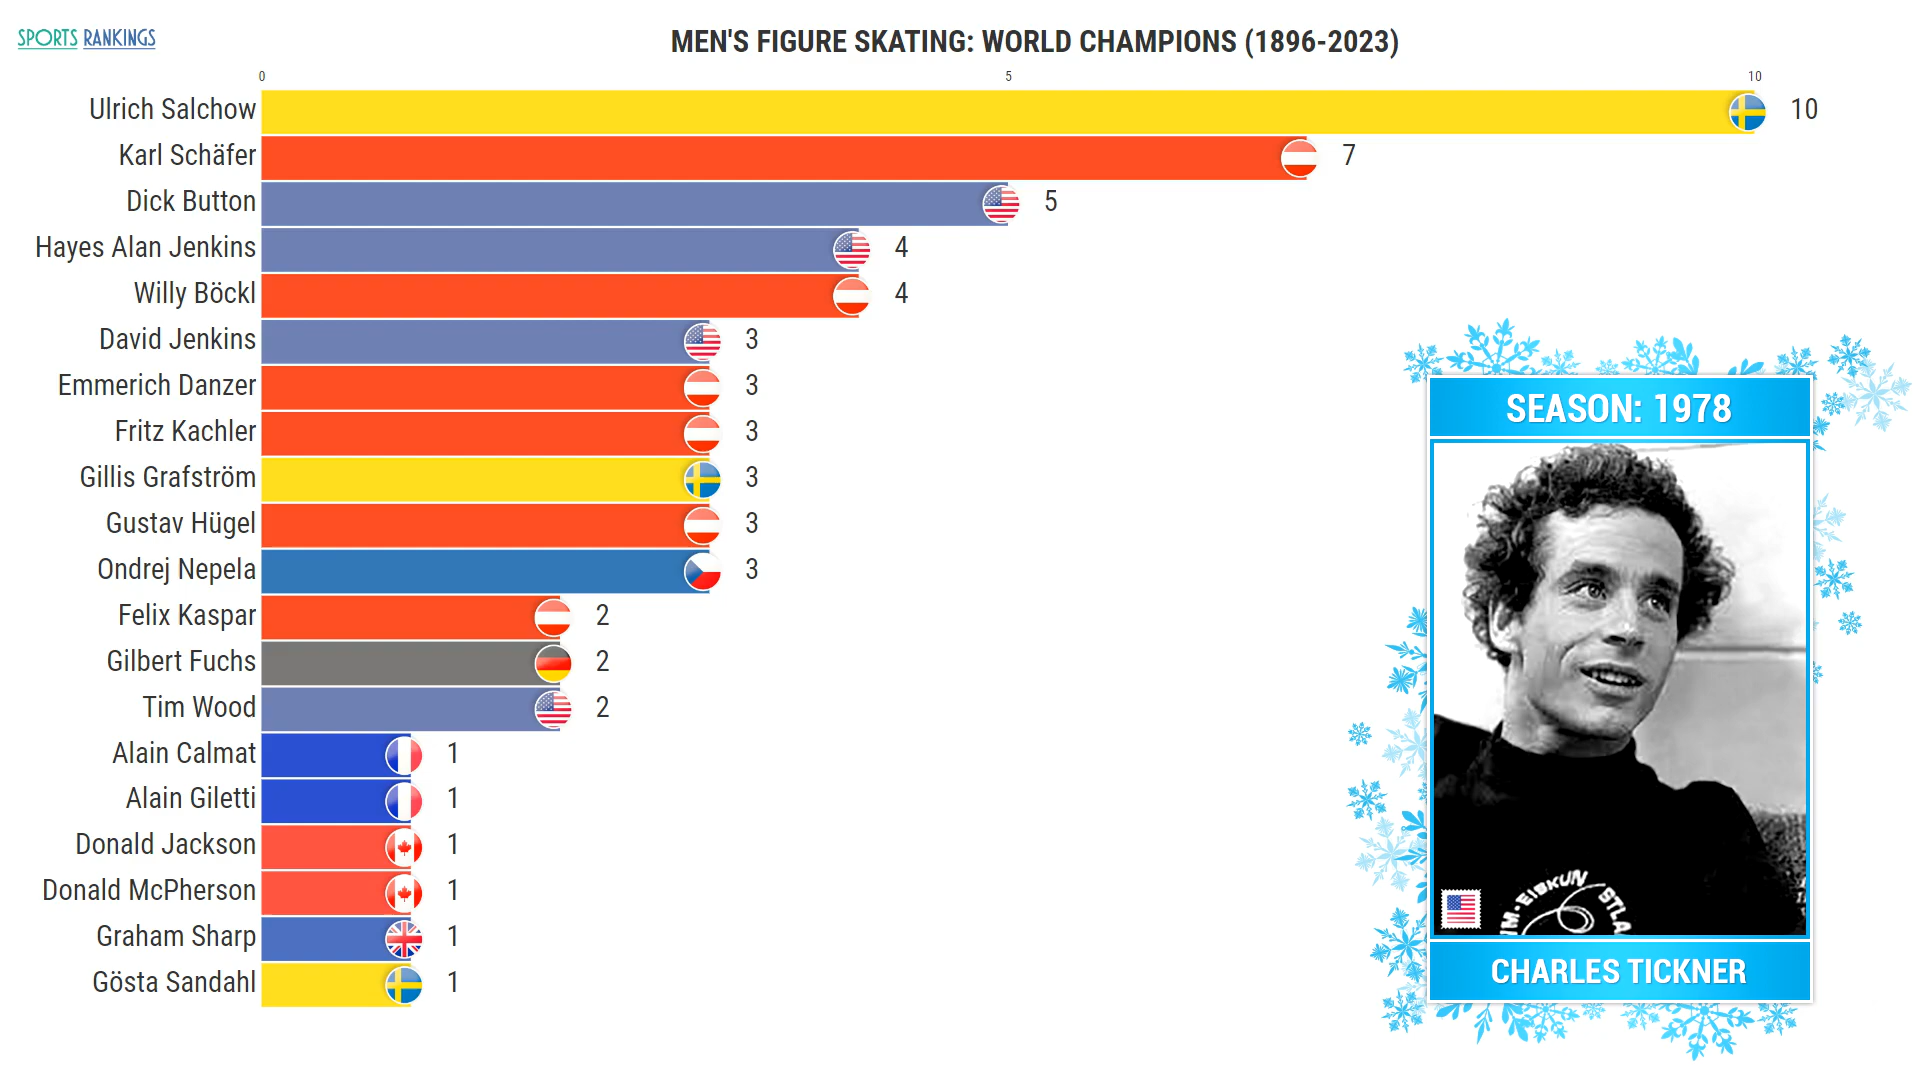 SPORTS RANKINGS
MEN'S FIGURE SKATING: WORLD CHAMPIONS (1896-2023)
0 5 10
Ulrich Salchow 10
Karl Schäfer 7
Dick Button 5
Hayes Alan Jenkins 4
Willy Böckl 4
David Jenkins 3
Emmerich Danzer 3
Fritz Kachler 3
Gillis Grafström 3
Gustav Hügel 3
Ondrej Nepela 3
Felix Kaspar 2
Gilbert Fuchs 2
Tim Wood 2
Alain Calmat 1
Alain Giletti 1
Donald Jackson 1
Donald McPherson 1
Graham Sharp 1
Gösta Sandahl 1
SEASON: 1978
CHARLES TICKNER